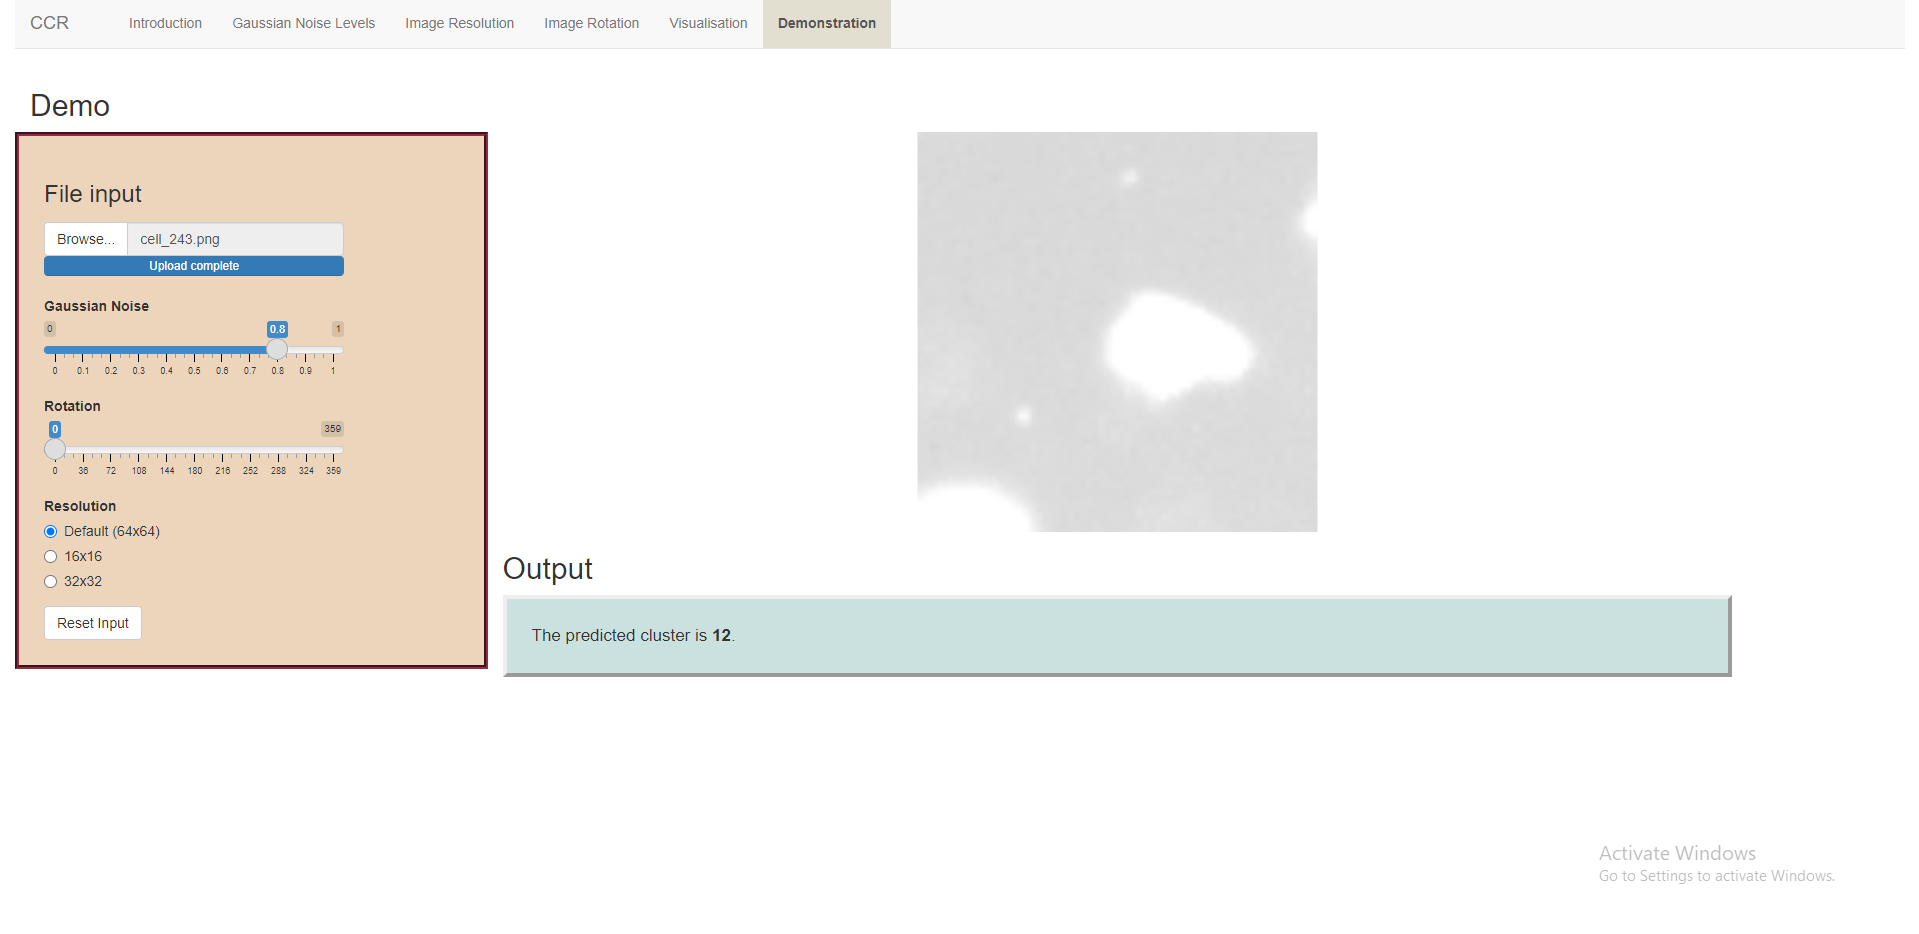 CCR Introduction Gaussian Noise Levels Image Resolution Image Rotation Visualisation Demonstration
Demo
File input
Browse... cell_243.png
Upload complete
Gaussian Noise
0 0.8 1
0 0.1 0.2 0.3 0.4 0.5 0.6 0.7 0.8 0.9 1
Rotation
0 359
0 36 72 108 144 180 216 252 288 324 359
Resolution
Default (64x64)
16x16
32x32
Reset Input
Output
The predicted cluster is 12.
Activate Windows
Go to Settings to activate Windows.